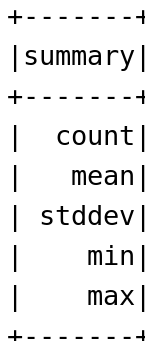 +-------+
|summary|
+-------+
|  count|
|   mean|
| stddev|
|    min|
|    max|
+-------+